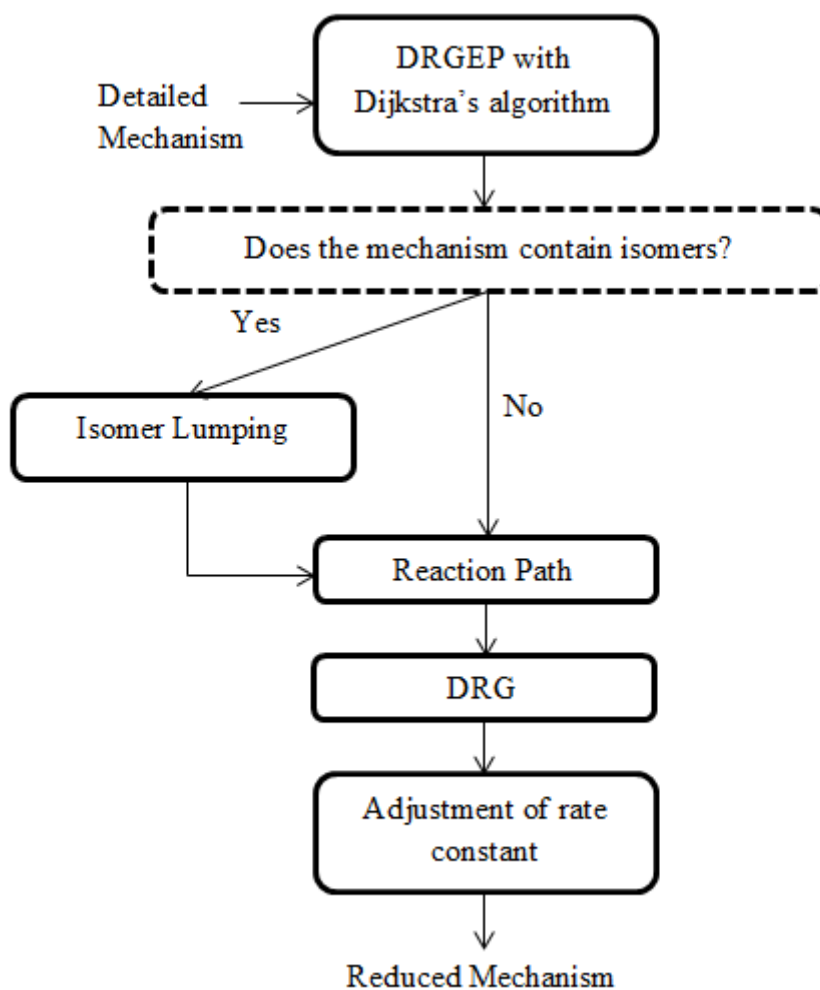 DRGEP with
Dijkstra's algorithm
Detailed
Mechanism
Does the mechanism contain isomers?
Yes
No
Isomer Lumping
Reaction Path
DRG
Adjustment of rate
constant
Reduced Mechanism